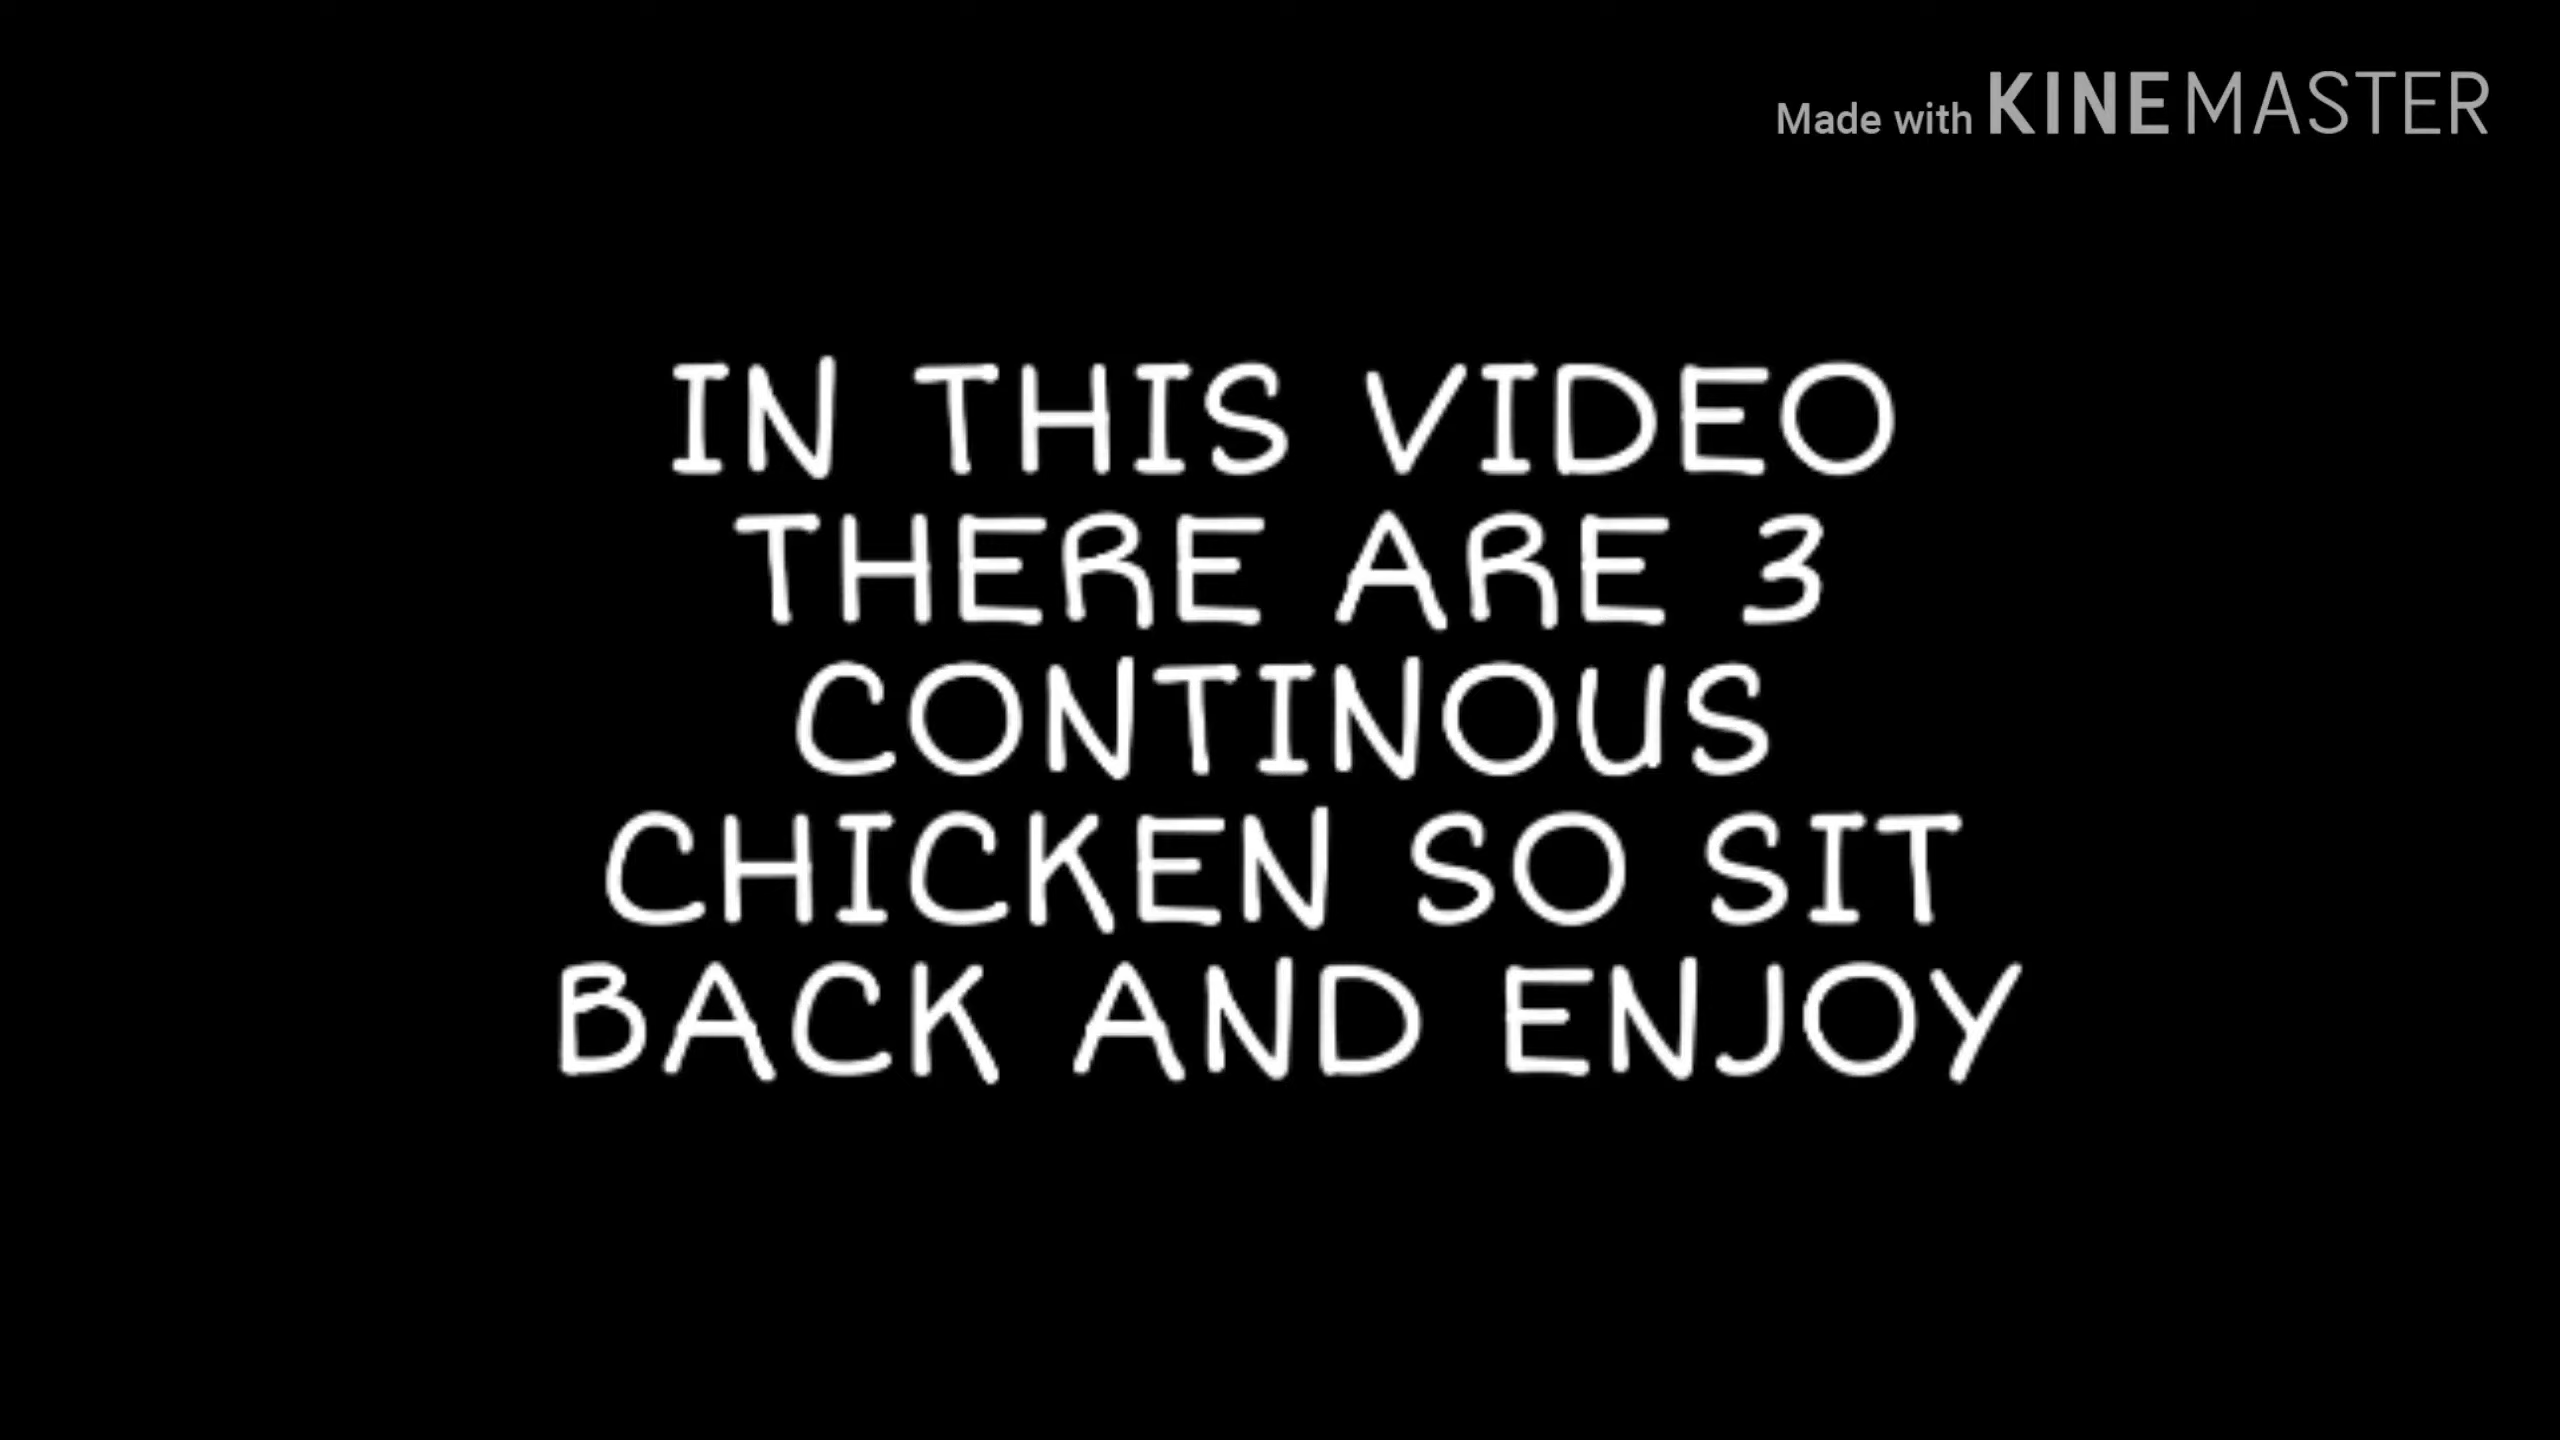 Made with KINEMASTER
IN THIS VIDEO
THERE ARE 3
CONTINOUS
CHICKEN SO SIT
BACK AND ENJOY